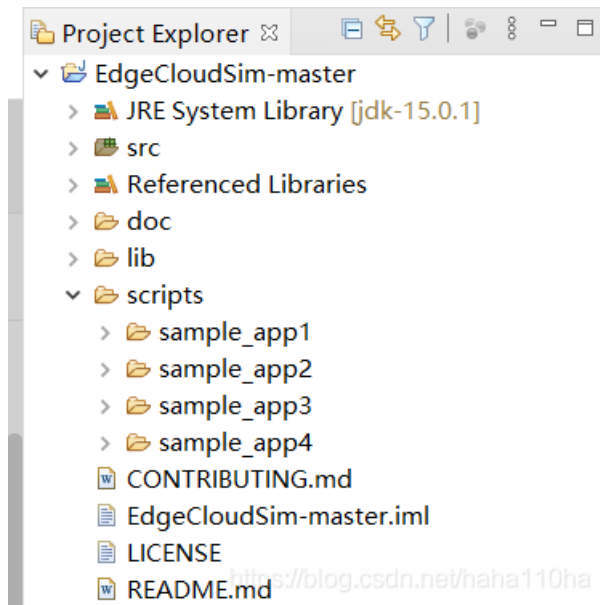 Project Explorer
EdgeCloudSim-master
JRE System Library [jdk-15.0.1]
src
Referenced Libraries
doc
lib
scripts
sample_app1
sample_app2
sample_app3
sample_app4
CONTRIBUTING.md
EdgeCloudSim-master.iml
LICENSE
README.md
https://blog.csdn.net/haha110ha